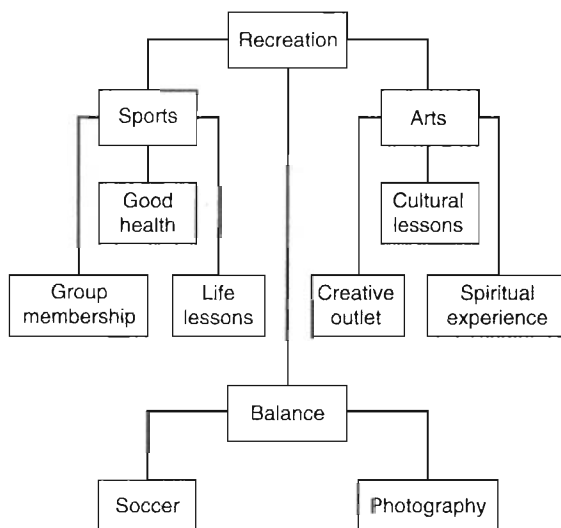 Recreation
Sports
Arts
Good
health
Cultural
lessons
Group
membership
Life
lessons
Creative
outlet
Spiritual
experience
Balance
Soccer
Photography